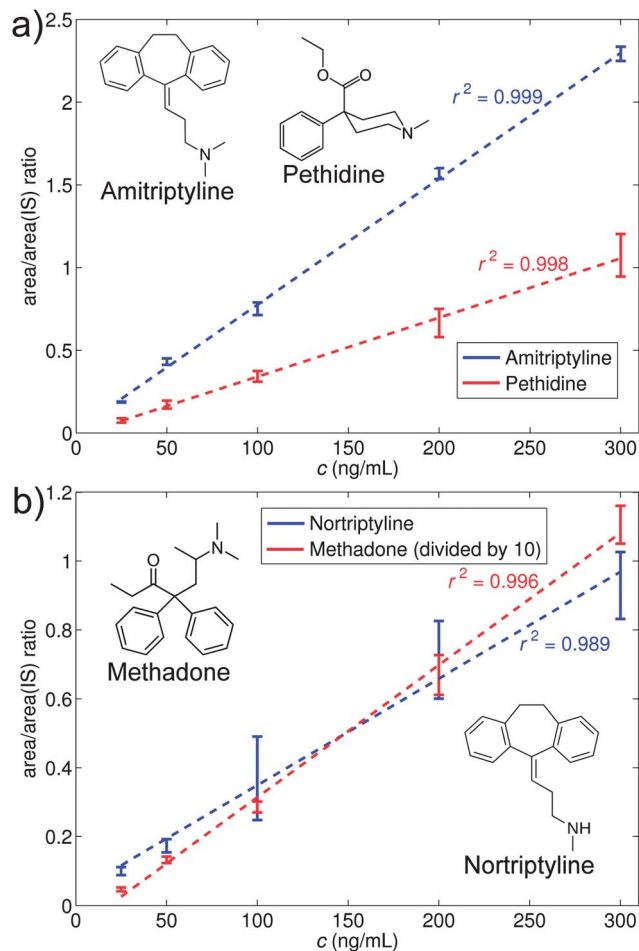 a)
2.5
2
1.5
1
0.5
0
50
100
150
200
250
300
c (ng/mL)
area/area(IS) ratio
O
O
N
N
Amitriptyline
Pethidine
r² = 0.999
r² = 0.998
Amitriptyline
Pethidine
b)
1.2
1
0.8
0.6
0.4
0.2
0
50
100
150
200
250
300
c (ng/mL)
area/area(IS) ratio
Nortriptyline
Methadone (divided by 10)
N
O
Methadone
r² = 0.996
r² = 0.989
NH
Nortriptyline